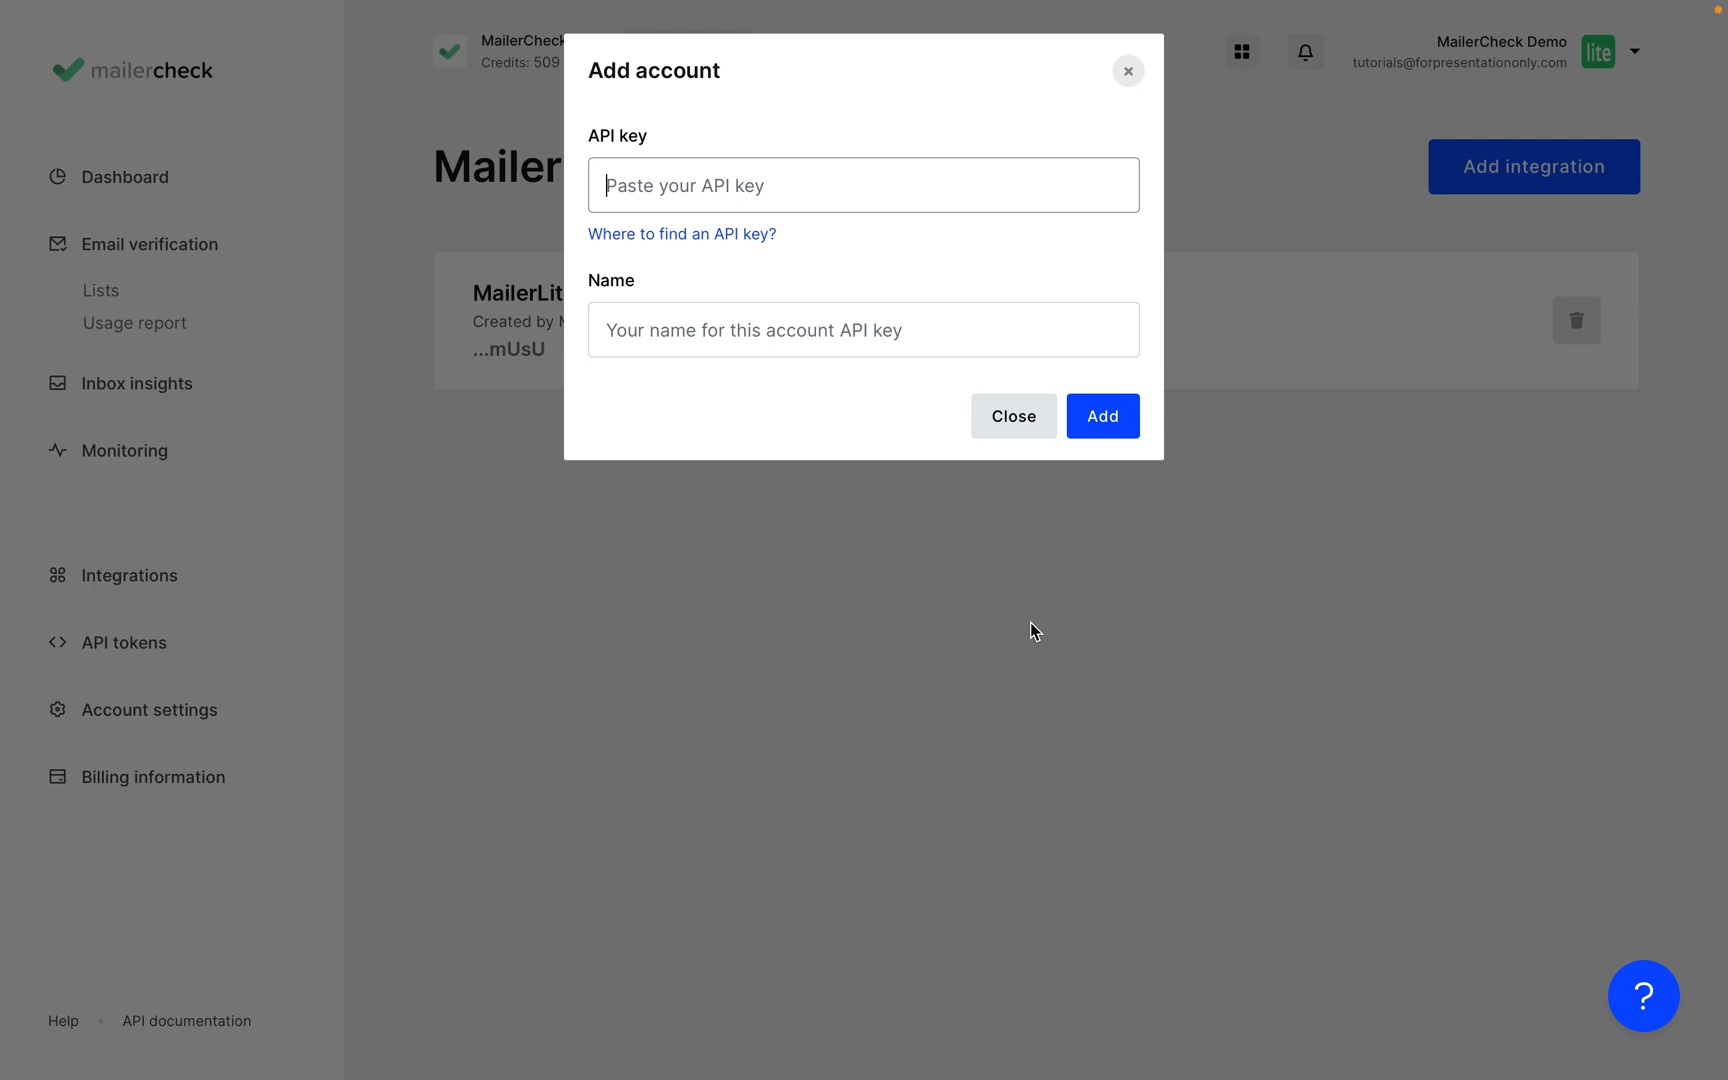 mailercheck
Dashboard
Email verification
Lists
Usage report
Inbox insights
Monitoring
Integrations
API tokens
Account settings
Billing information
Help • API documentation
MailerCheck
Credits: 509
MailerCheck Demo
tutorials@forpresentationonly.com
lite
Mailer
Add integration
MailerLit
Created by M
...mUsU
Add account
×
API key
Paste your API key
Where to find an API key?
Name
Your name for this account API key
Close
Add
?